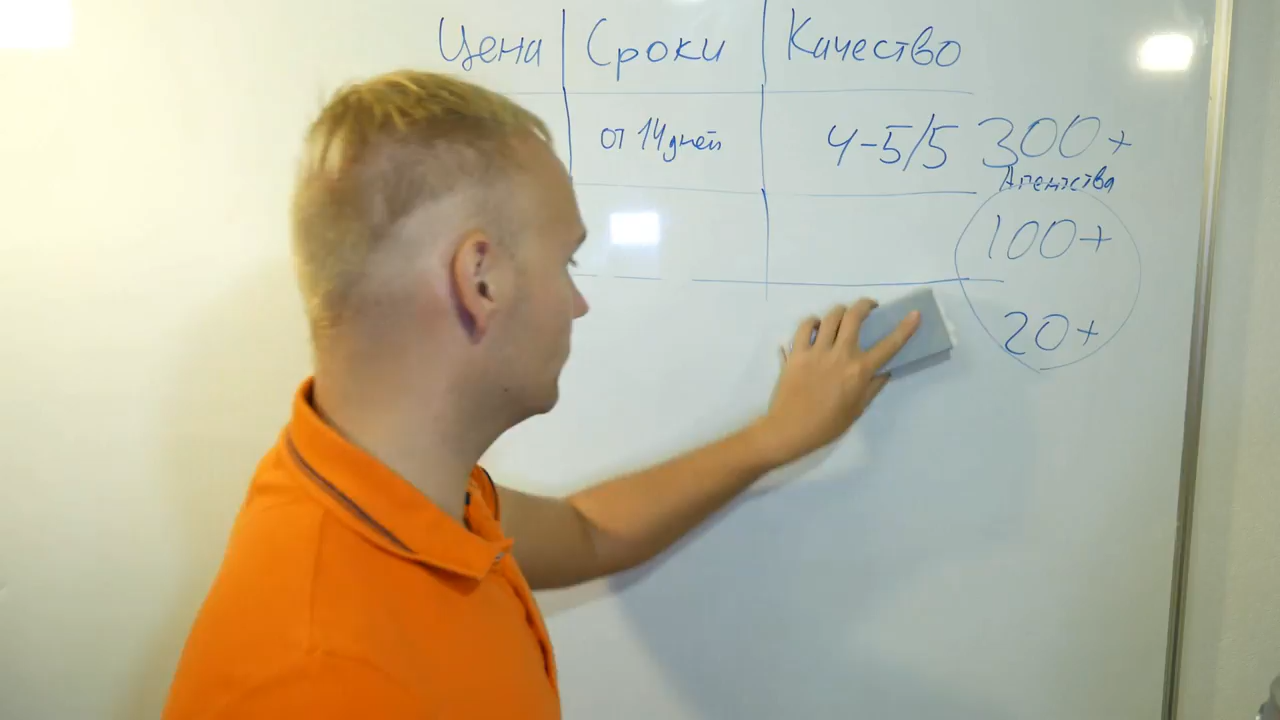 Цена Сроки Качество
от 14 дней 4-5/5 300+
Агентства
100+
20+